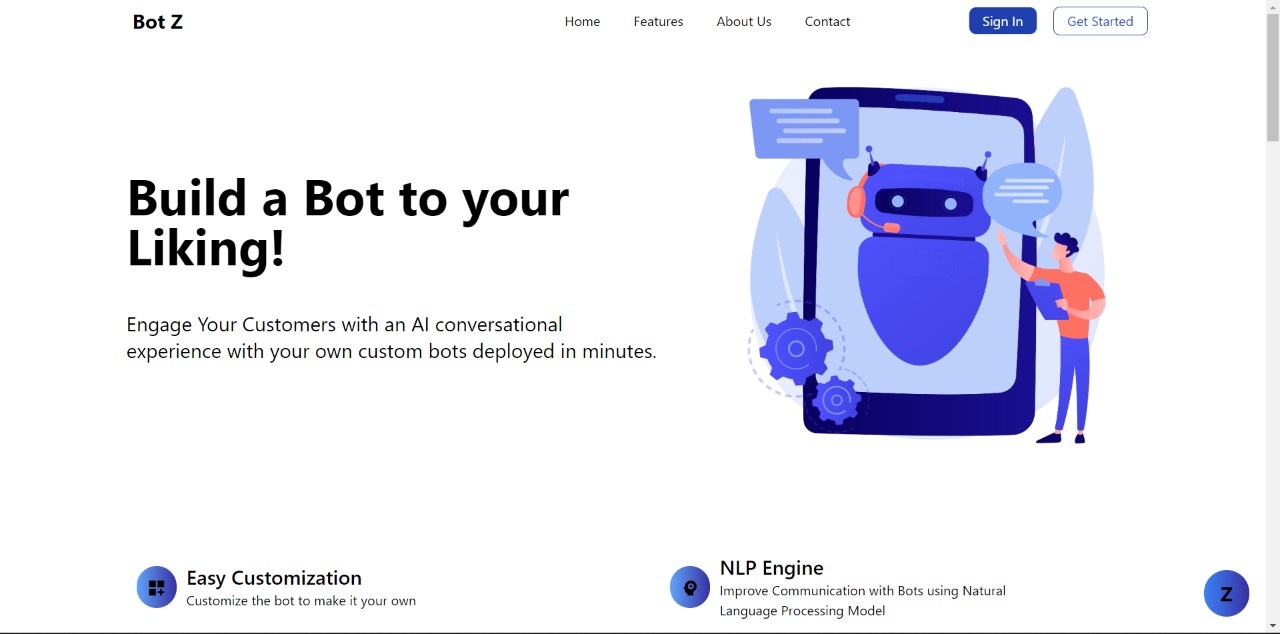 Bot Z
Home
Features
About Us
Contact
Sign In
Get Started
Build a Bot to your
Liking!
Engage Your Customers with an AI conversational
experience with your own custom bots deployed in minutes.
Easy Customization
Customize the bot to make it your own
NLP Engine
Improve Communication with Bots using Natural
Language Processing Model
Z